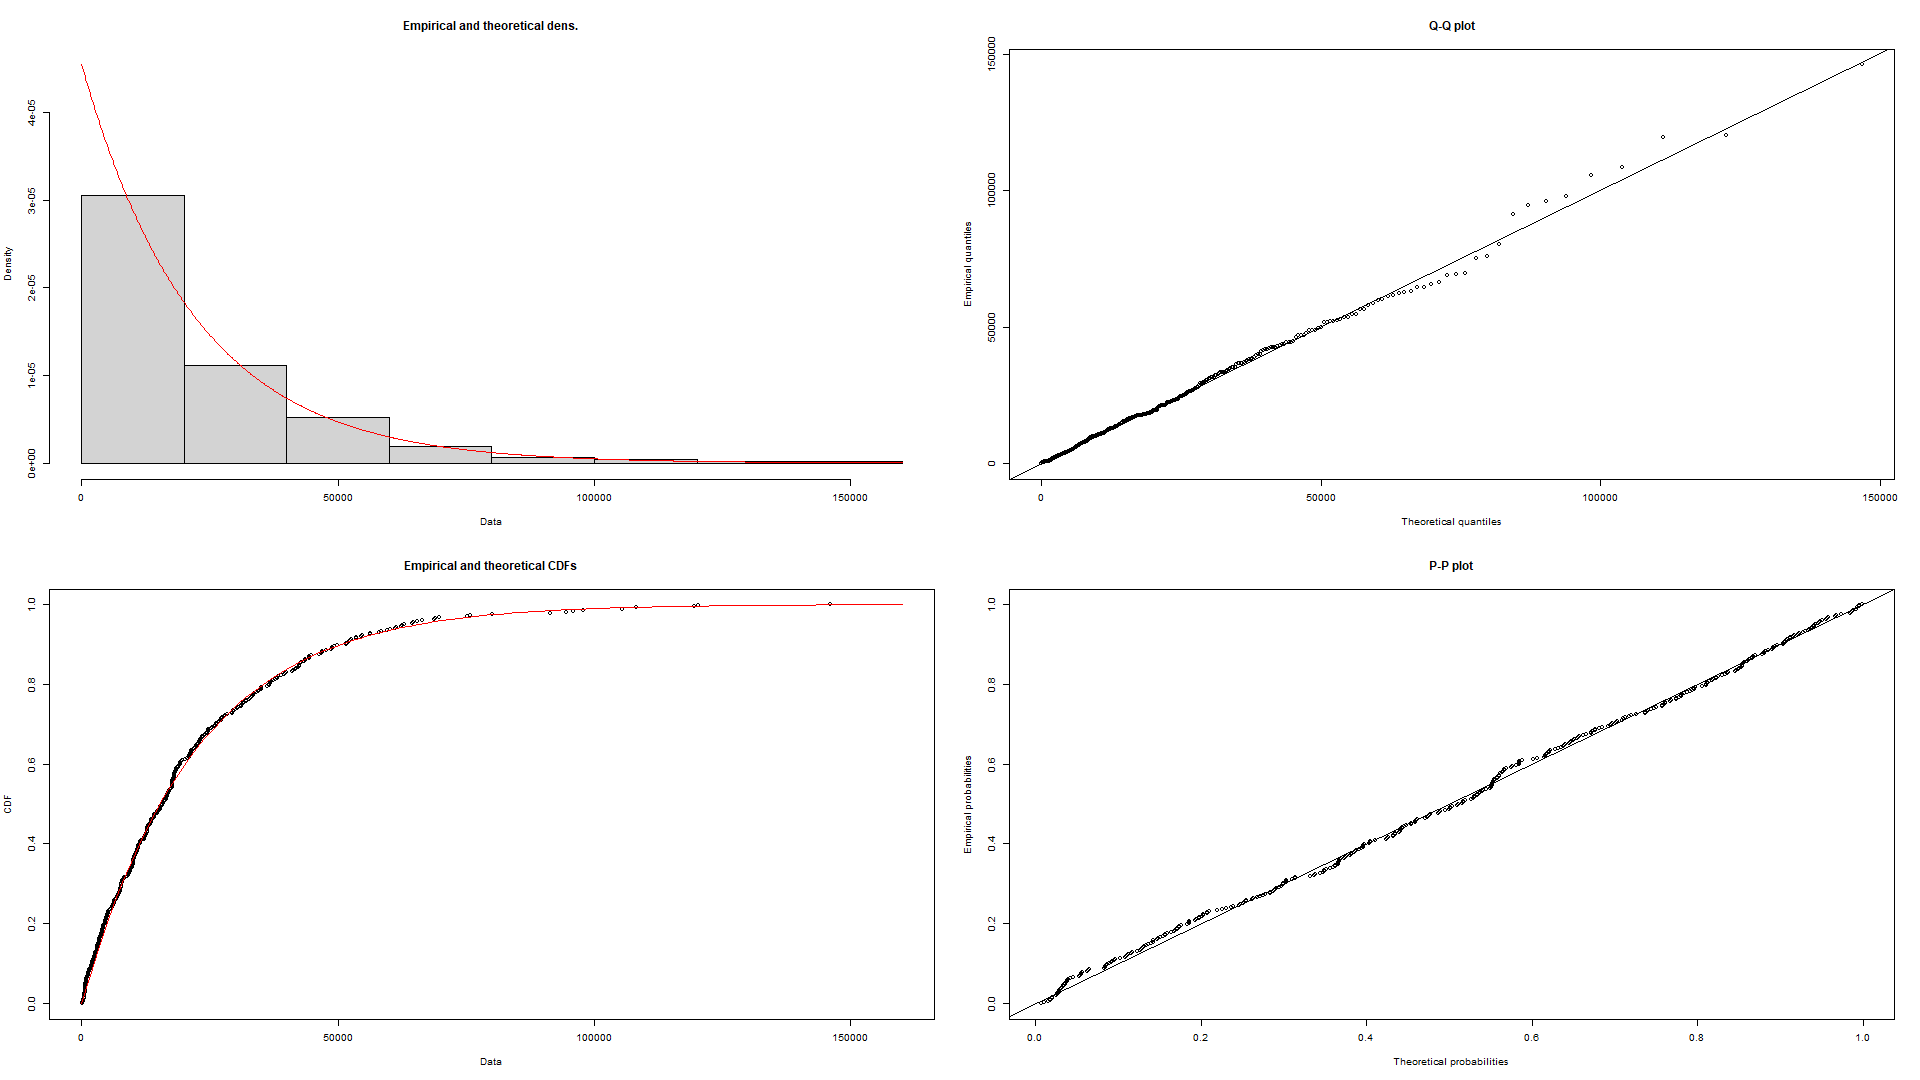 Empirical and theoretical dens.
Density
0e+00 1e-05 2e-05 3e-05 4e-05
0 50000 100000 150000
Data
Q-Q plot
Empirical quantiles
0 50000 100000 150000
0 50000 100000 150000
Theoretical quantiles
Empirical and theoretical CDFs
CDF
0.0 0.2 0.4 0.6 0.8 1.0
0 50000 100000 150000
Data
P-P plot
Empirical probabilities
0.0 0.2 0.4 0.6 0.8 1.0
0.0 0.2 0.4 0.6 0.8 1.0
Theoretical probabilities